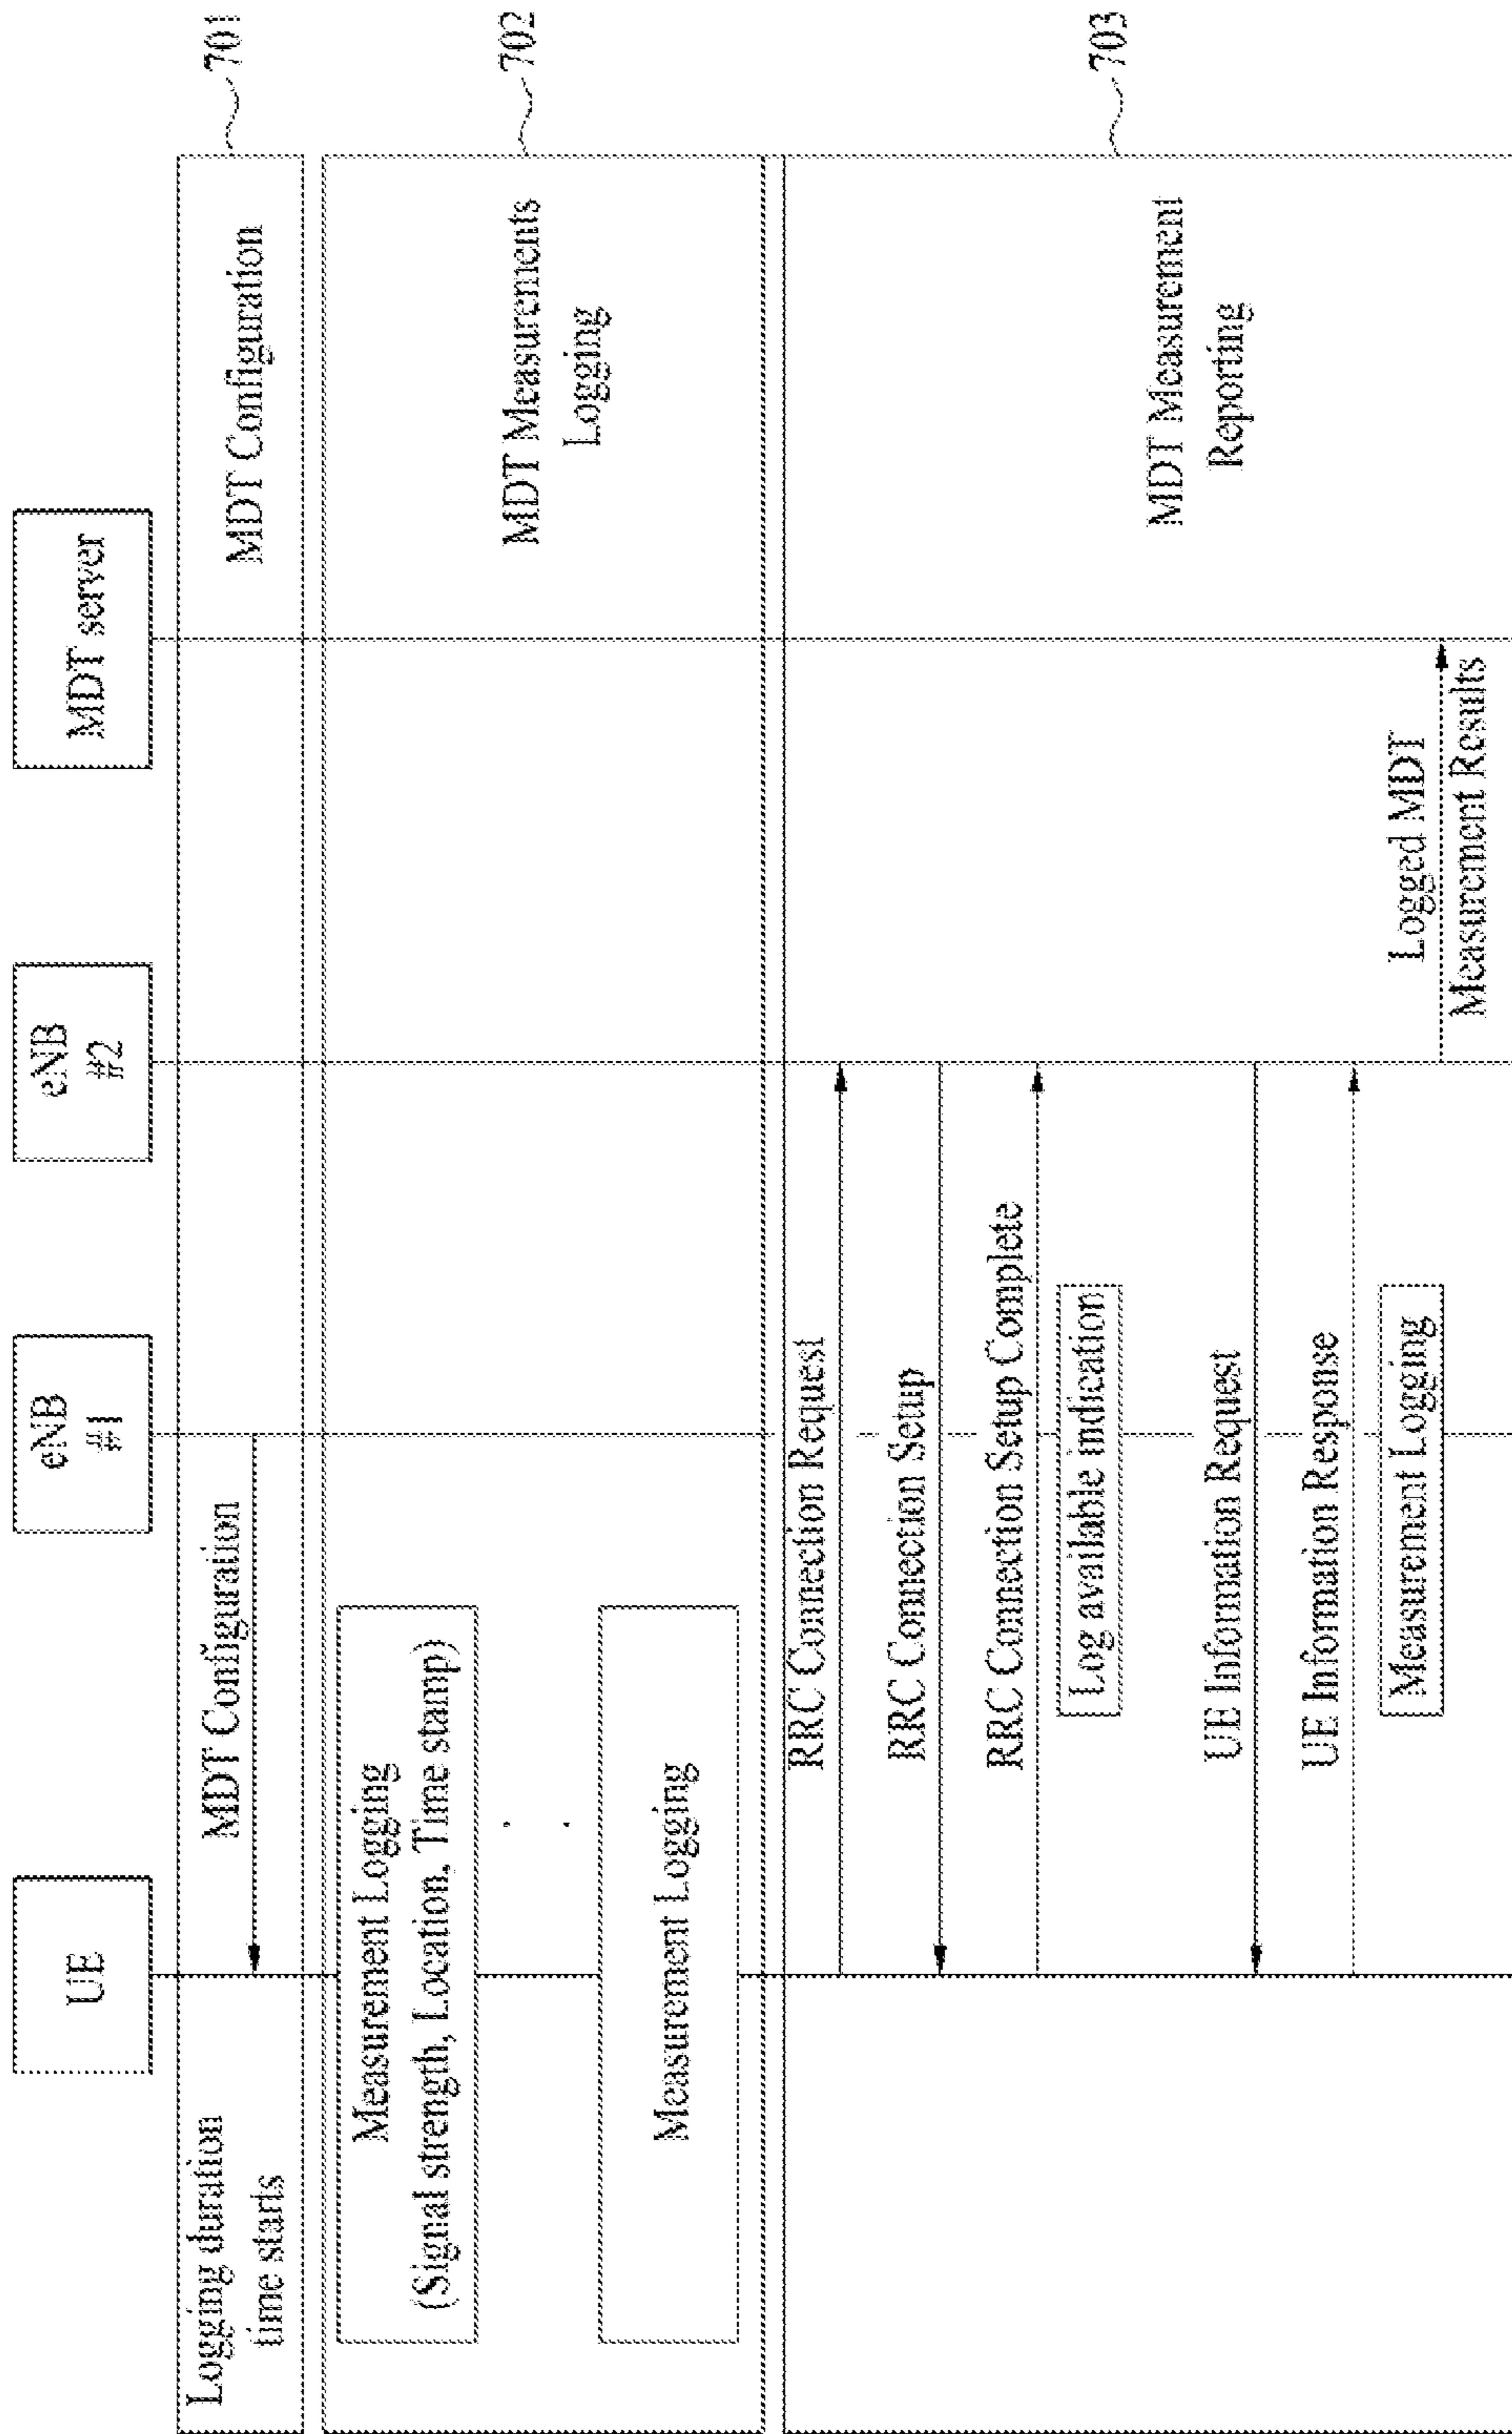 UE
eNB
#1
eNB
#2
MDT server
Logging duration
time starts
MDT Configuration
MDT Configuration
701
Measurement Logging
(Signal strength, Location, Time stamp)
Measurement Logging
MDT Measurements
Logging
702
RRC Connection Request
RRC Connection Setup
RRC Connection Setup Complete
Log available indication
UE Information Request
UE Information Response
Measurement Logging
Logged MDT
Measurement Results
MDT Measurement
Reporting
703